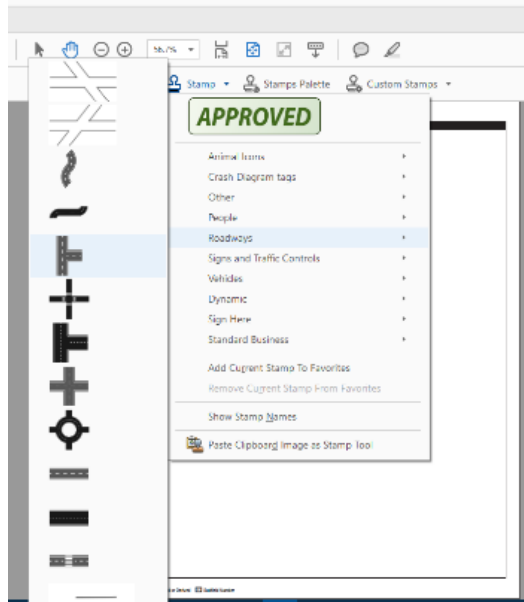 56.7%
Stamp
Stamps Palette
Custom Stamps
APPROVED
Animal Icons
Crash Diagram tags
Other
People
Roadways
Signs and Traffic Controls
Vehicles
Dynamic
Sign Here
Standard Business
Add Current Stamp To Favorites
Remove Current Stamp From Favorites
Show Stamp Names
Paste Clipboard Image as Stamp Tool